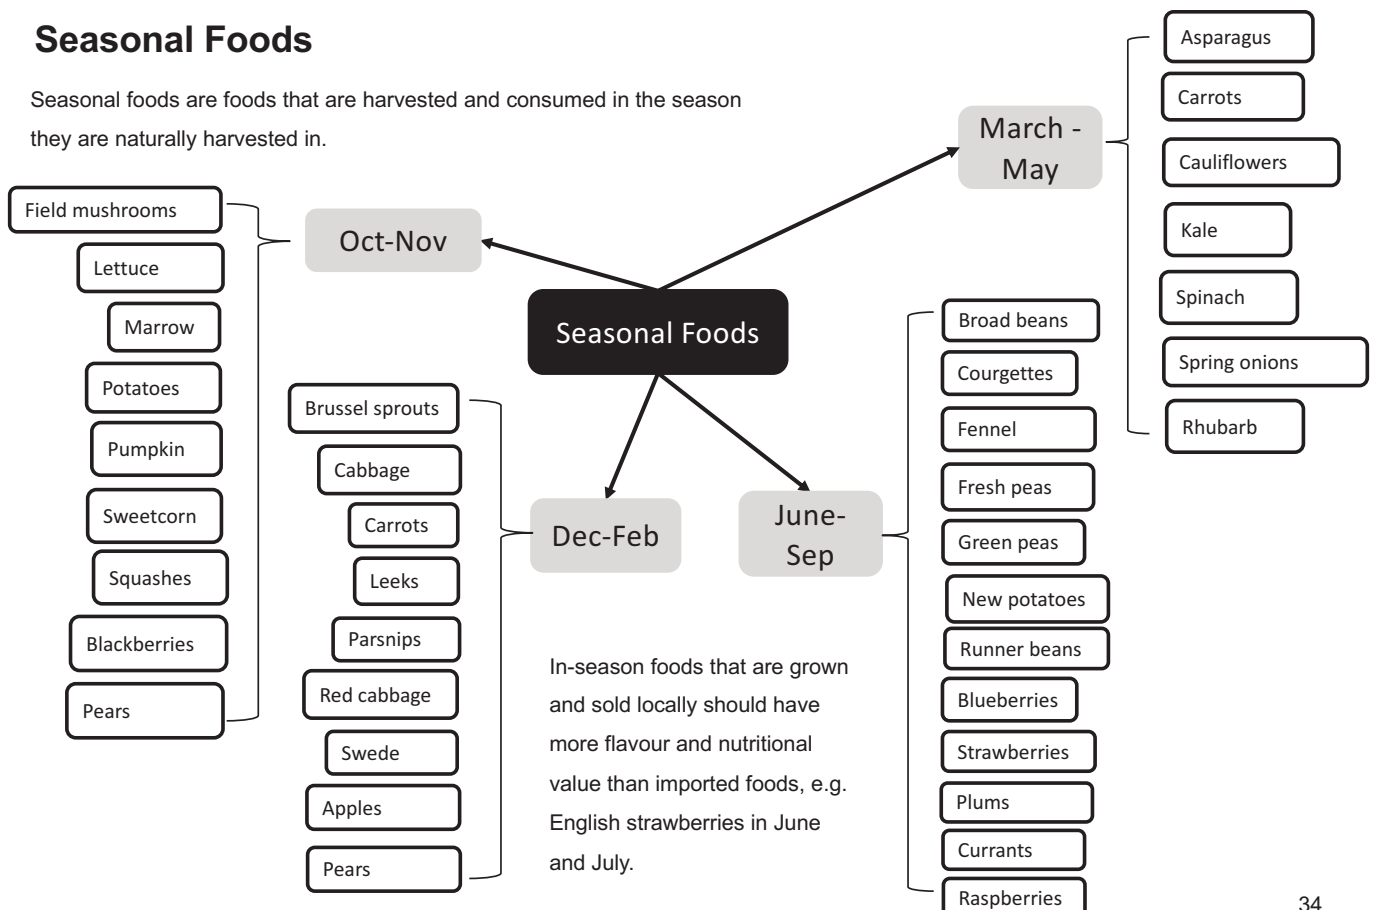 Seasonal Foods
Seasonal foods are foods that are harvested and consumed in the season
they are naturally harvested in.
Seasonal Foods
Oct-Nov
Field mushrooms
Lettuce
Marrow
Potatoes
Pumpkin
Sweetcorn
Squashes
Blackberries
Pears
March -
May
Asparagus
Carrots
Cauliflowers
Kale
Spinach
Spring onions
Rhubarb
Dec-Feb
Brussel sprouts
Cabbage
Carrots
Leeks
Parsnips
Red cabbage
Swede
Apples
Pears
June-
Sep
Broad beans
Courgettes
Fennel
Fresh peas
Green peas
New potatoes
Runner beans
Blueberries
Strawberries
Plums
Currants
Raspberries
In-season foods that are grown
and sold locally should have
more flavour and nutritional
value than imported foods, e.g.
English strawberries in June
and July.
34